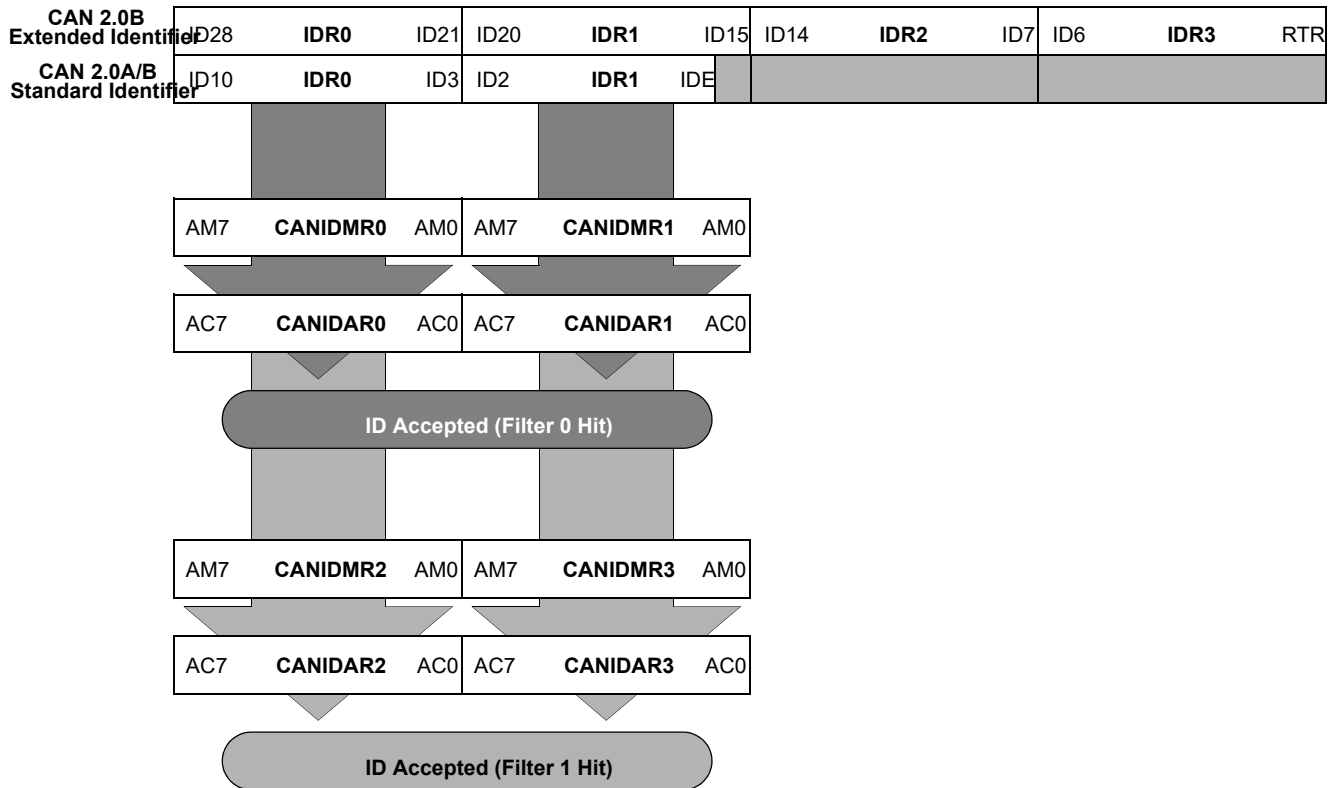 CAN 2.0B
Extended Identifier ID28 IDR0 ID21 ID20 IDR1 ID15 ID14 IDR2 ID7 ID6 IDR3 RTR
CAN 2.0A/B
Standard Identifier ID10 IDR0 ID3 ID2 IDR1 IDE
AM7 CANIDMR0 AM0 AM7 CANIDMR1 AM0
AC7 CANIDAR0 AC0 AC7 CANIDAR1 AC0
ID Accepted (Filter 0 Hit)
AM7 CANIDMR2 AM0 AM7 CANIDMR3 AM0
AC7 CANIDAR2 AC0 AC7 CANIDAR3 AC0
ID Accepted (Filter 1 Hit)